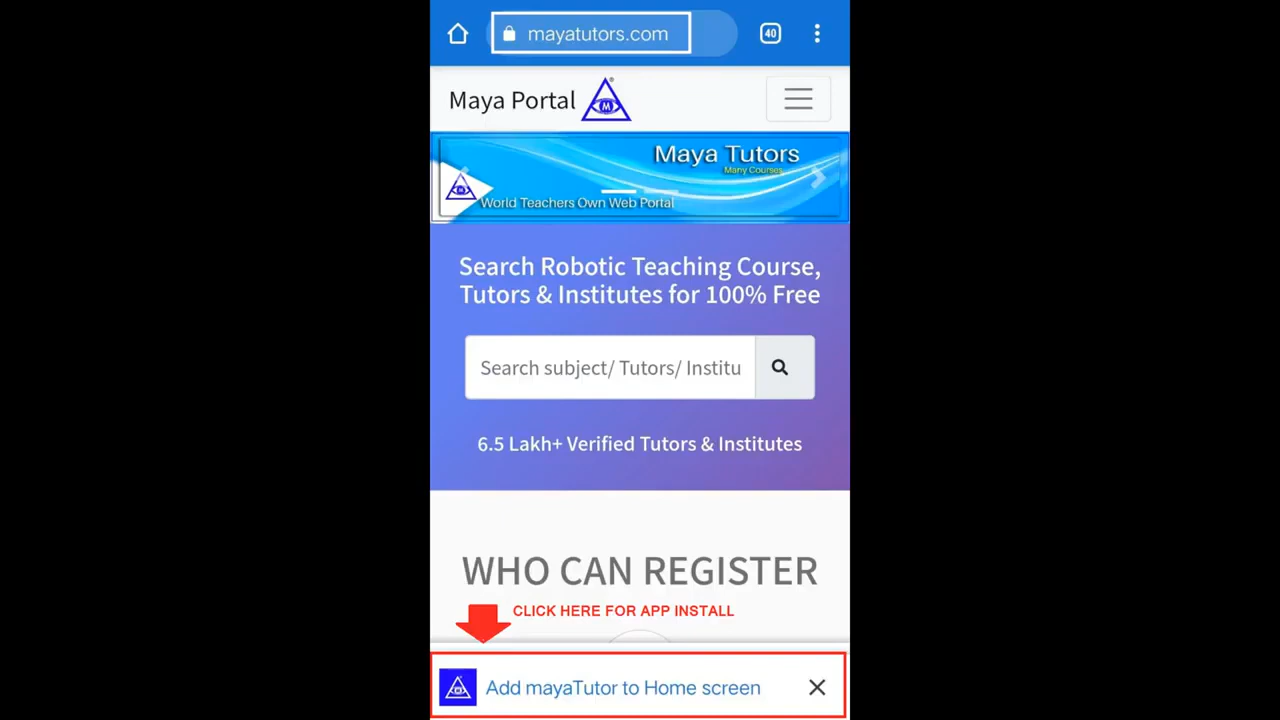 mayatutors.com
40
Maya Portal
M
Maya Tutors
Many Courses
World Teachers Own Web Portal
Search Robotic Teaching Course,
Tutors & Institutes for 100% Free
Search subject/ Tutors/ Institu
6.5 Lakh+ Verified Tutors & Institutes
WHO CAN REGISTER
CLICK HERE FOR APP INSTALL
Add mayaTutor to Home screen